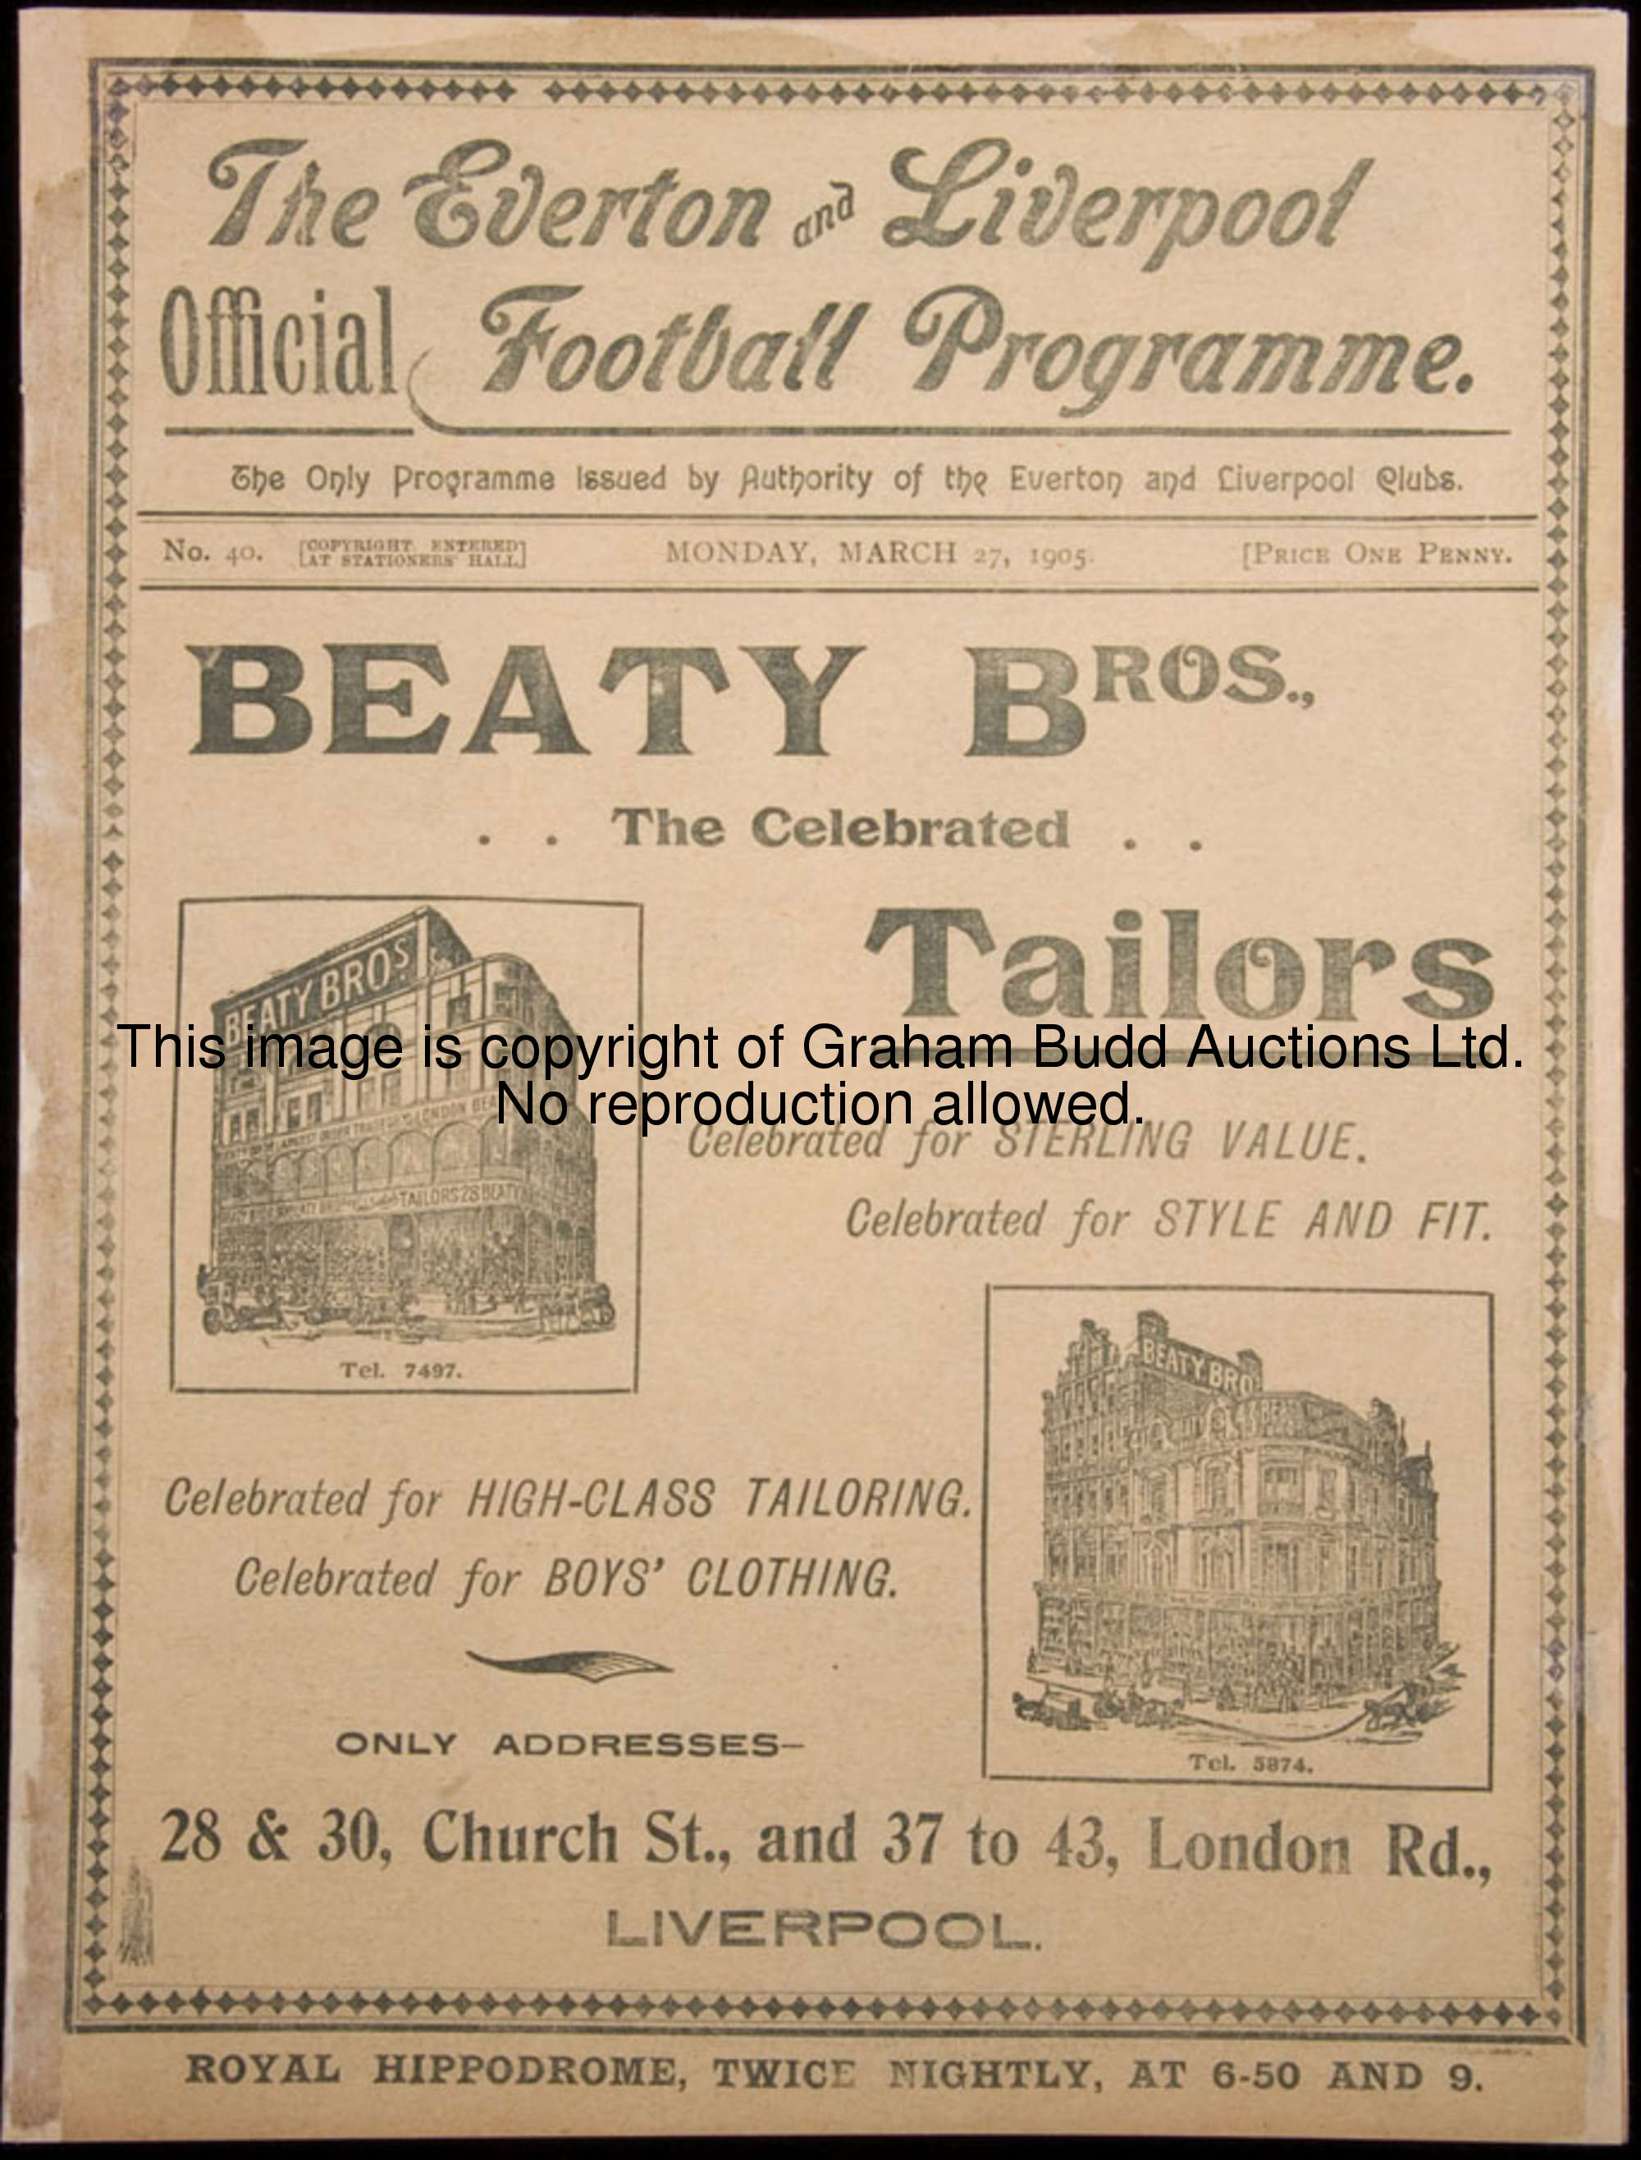 The Everton and Liverpool
Official Football Programme.
The Only Programme Issued by Authority of the Everton and Liverpool Clubs.
No. 40. [COPYRIGHT ENTERED AT STATIONERS' HALL] MONDAY, MARCH 27, 1905. [PRICE ONE PENNY.
BEATY BROS.,
. . The Celebrated . .
Tailors
BEATY BROS
This image is copyright of Graham Budd Auctions Ltd.
No reproduction allowed.
LONDON
TAILORS 28 BEATY
Celebrated for STERLING VALUE.
Celebrated for STYLE AND FIT.
Tel. 7497.
BEATY BRO
Celebrated for HIGH-CLASS TAILORING.
Celebrated for BOYS' CLOTHING.
ONLY ADDRESSES—
Tel. 5874.
28 & 30, Church St., and 37 to 43, London Rd.,
LIVERPOOL.
ROYAL HIPPODROME, TWICE NIGHTLY, AT 6-50 AND 9.